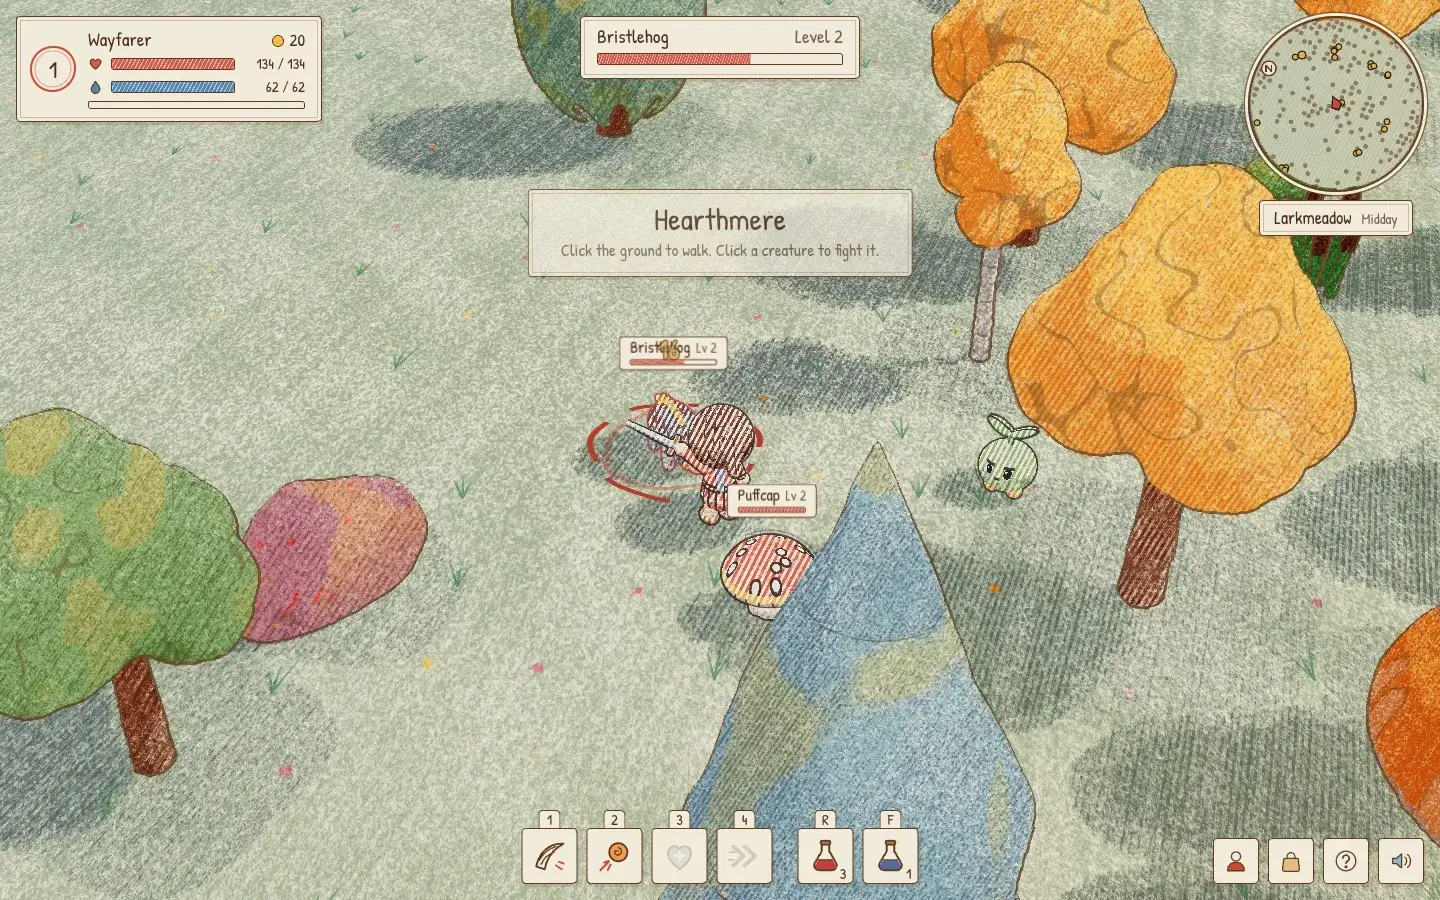 Wayfarer
20
1
134 / 134
62 / 62
Bristlehog Level 2
N
Larkmeadow Midday
Hearthmere
Click the ground to walk. Click a creature to fight it.
Bristlehog Lv 2
Puffcap Lv 2
1 2 3 4 R F
3 1
?